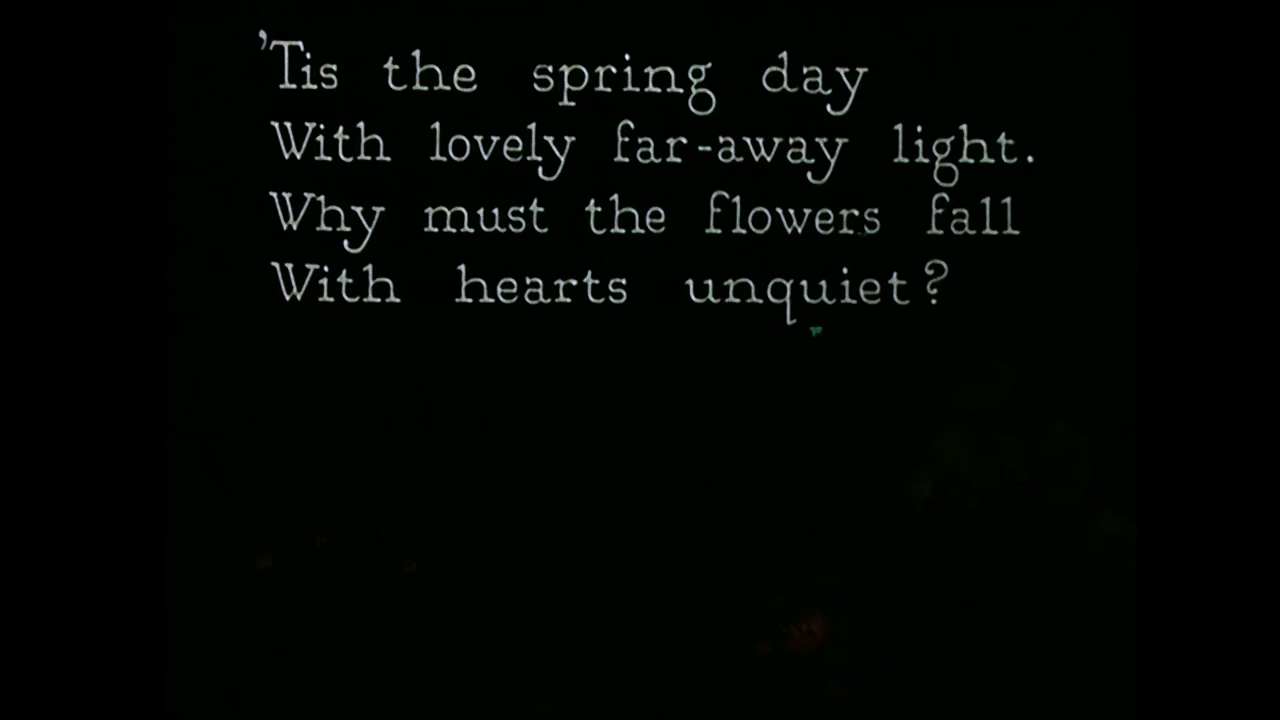 'Tis the spring day
With lovely far-away light.
Why must the flowers fall
With hearts unquiet?